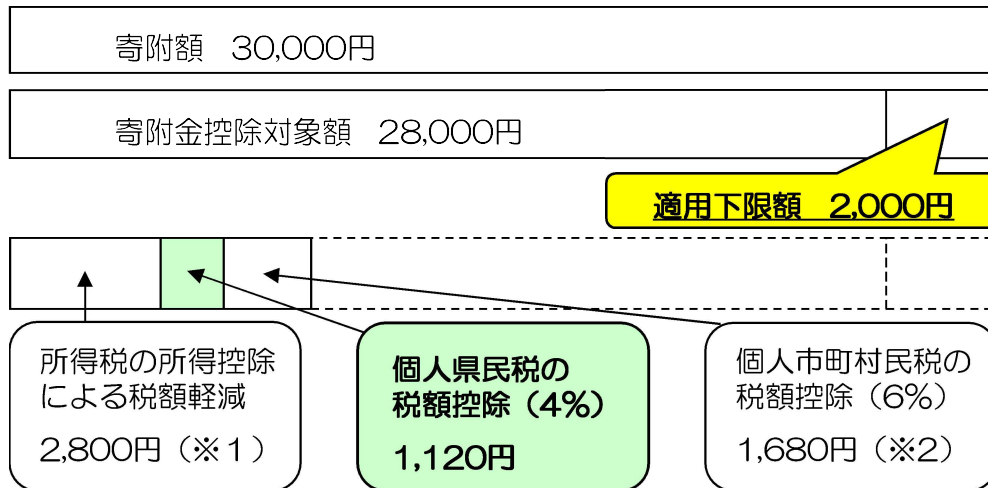 寄附額 30,000円
寄附金控除対象額 28,000円
適用下限額 2,000円
所得税の所得控除
による税額軽減
2,800円（※１）
個人県民税の
税額控除（4%）
1,120円
個人市町村民税の
税額控除（6%）
1,680円（※2）